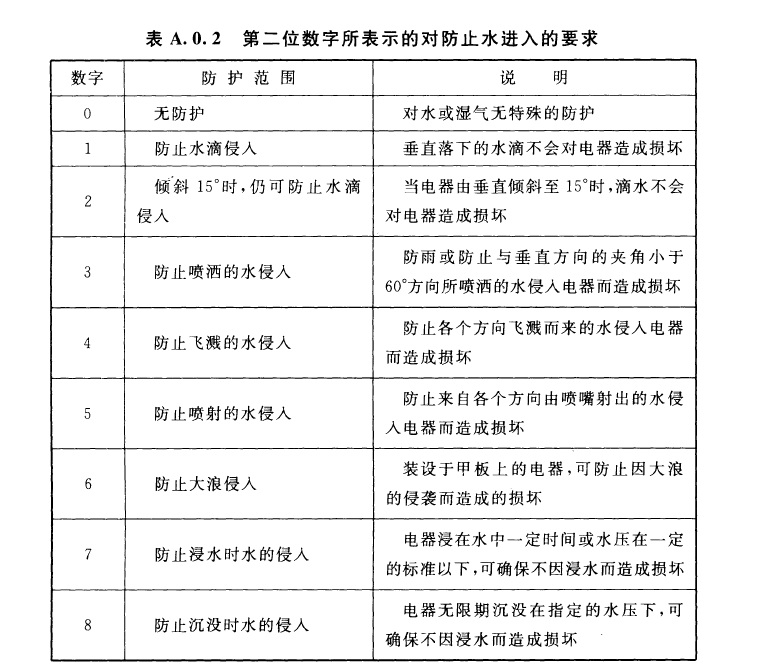 表 A.0.2 第二位数字所表示的对防止水进入的要求
数字 防护范围 说 明
0 无防护 对水或湿气无特殊的防护
1 防止水滴侵入 垂直落下的水滴不会对电器造成损坏
2 倾斜 15°时,仍可防止水滴
侵入
当电器由垂直倾斜至 15°时,滴水不会
对电器造成损坏
3 防止喷洒的水侵入 防雨或防止与垂直方向的夹角小于
60°方向所喷洒的水侵入电器而造成损坏
4 防止飞溅的水侵入 防止各个方向飞溅而来的水侵入电器
而造成损坏
5 防止喷射的水侵入 防止来自各个方向由喷嘴射出的水侵
入电器而造成损坏
6 防止大浪侵入 装设于甲板上的电器,可防止因大浪
的侵袭而造成的损坏
7 防止浸水时水的侵入 电器浸在水中一定时间或水压在一定
的标准以下,可确保不因浸水而造成损坏
8 防止沉没时水的侵入 电器无限期沉没在指定的水压下,可
确保不因浸水而造成损坏